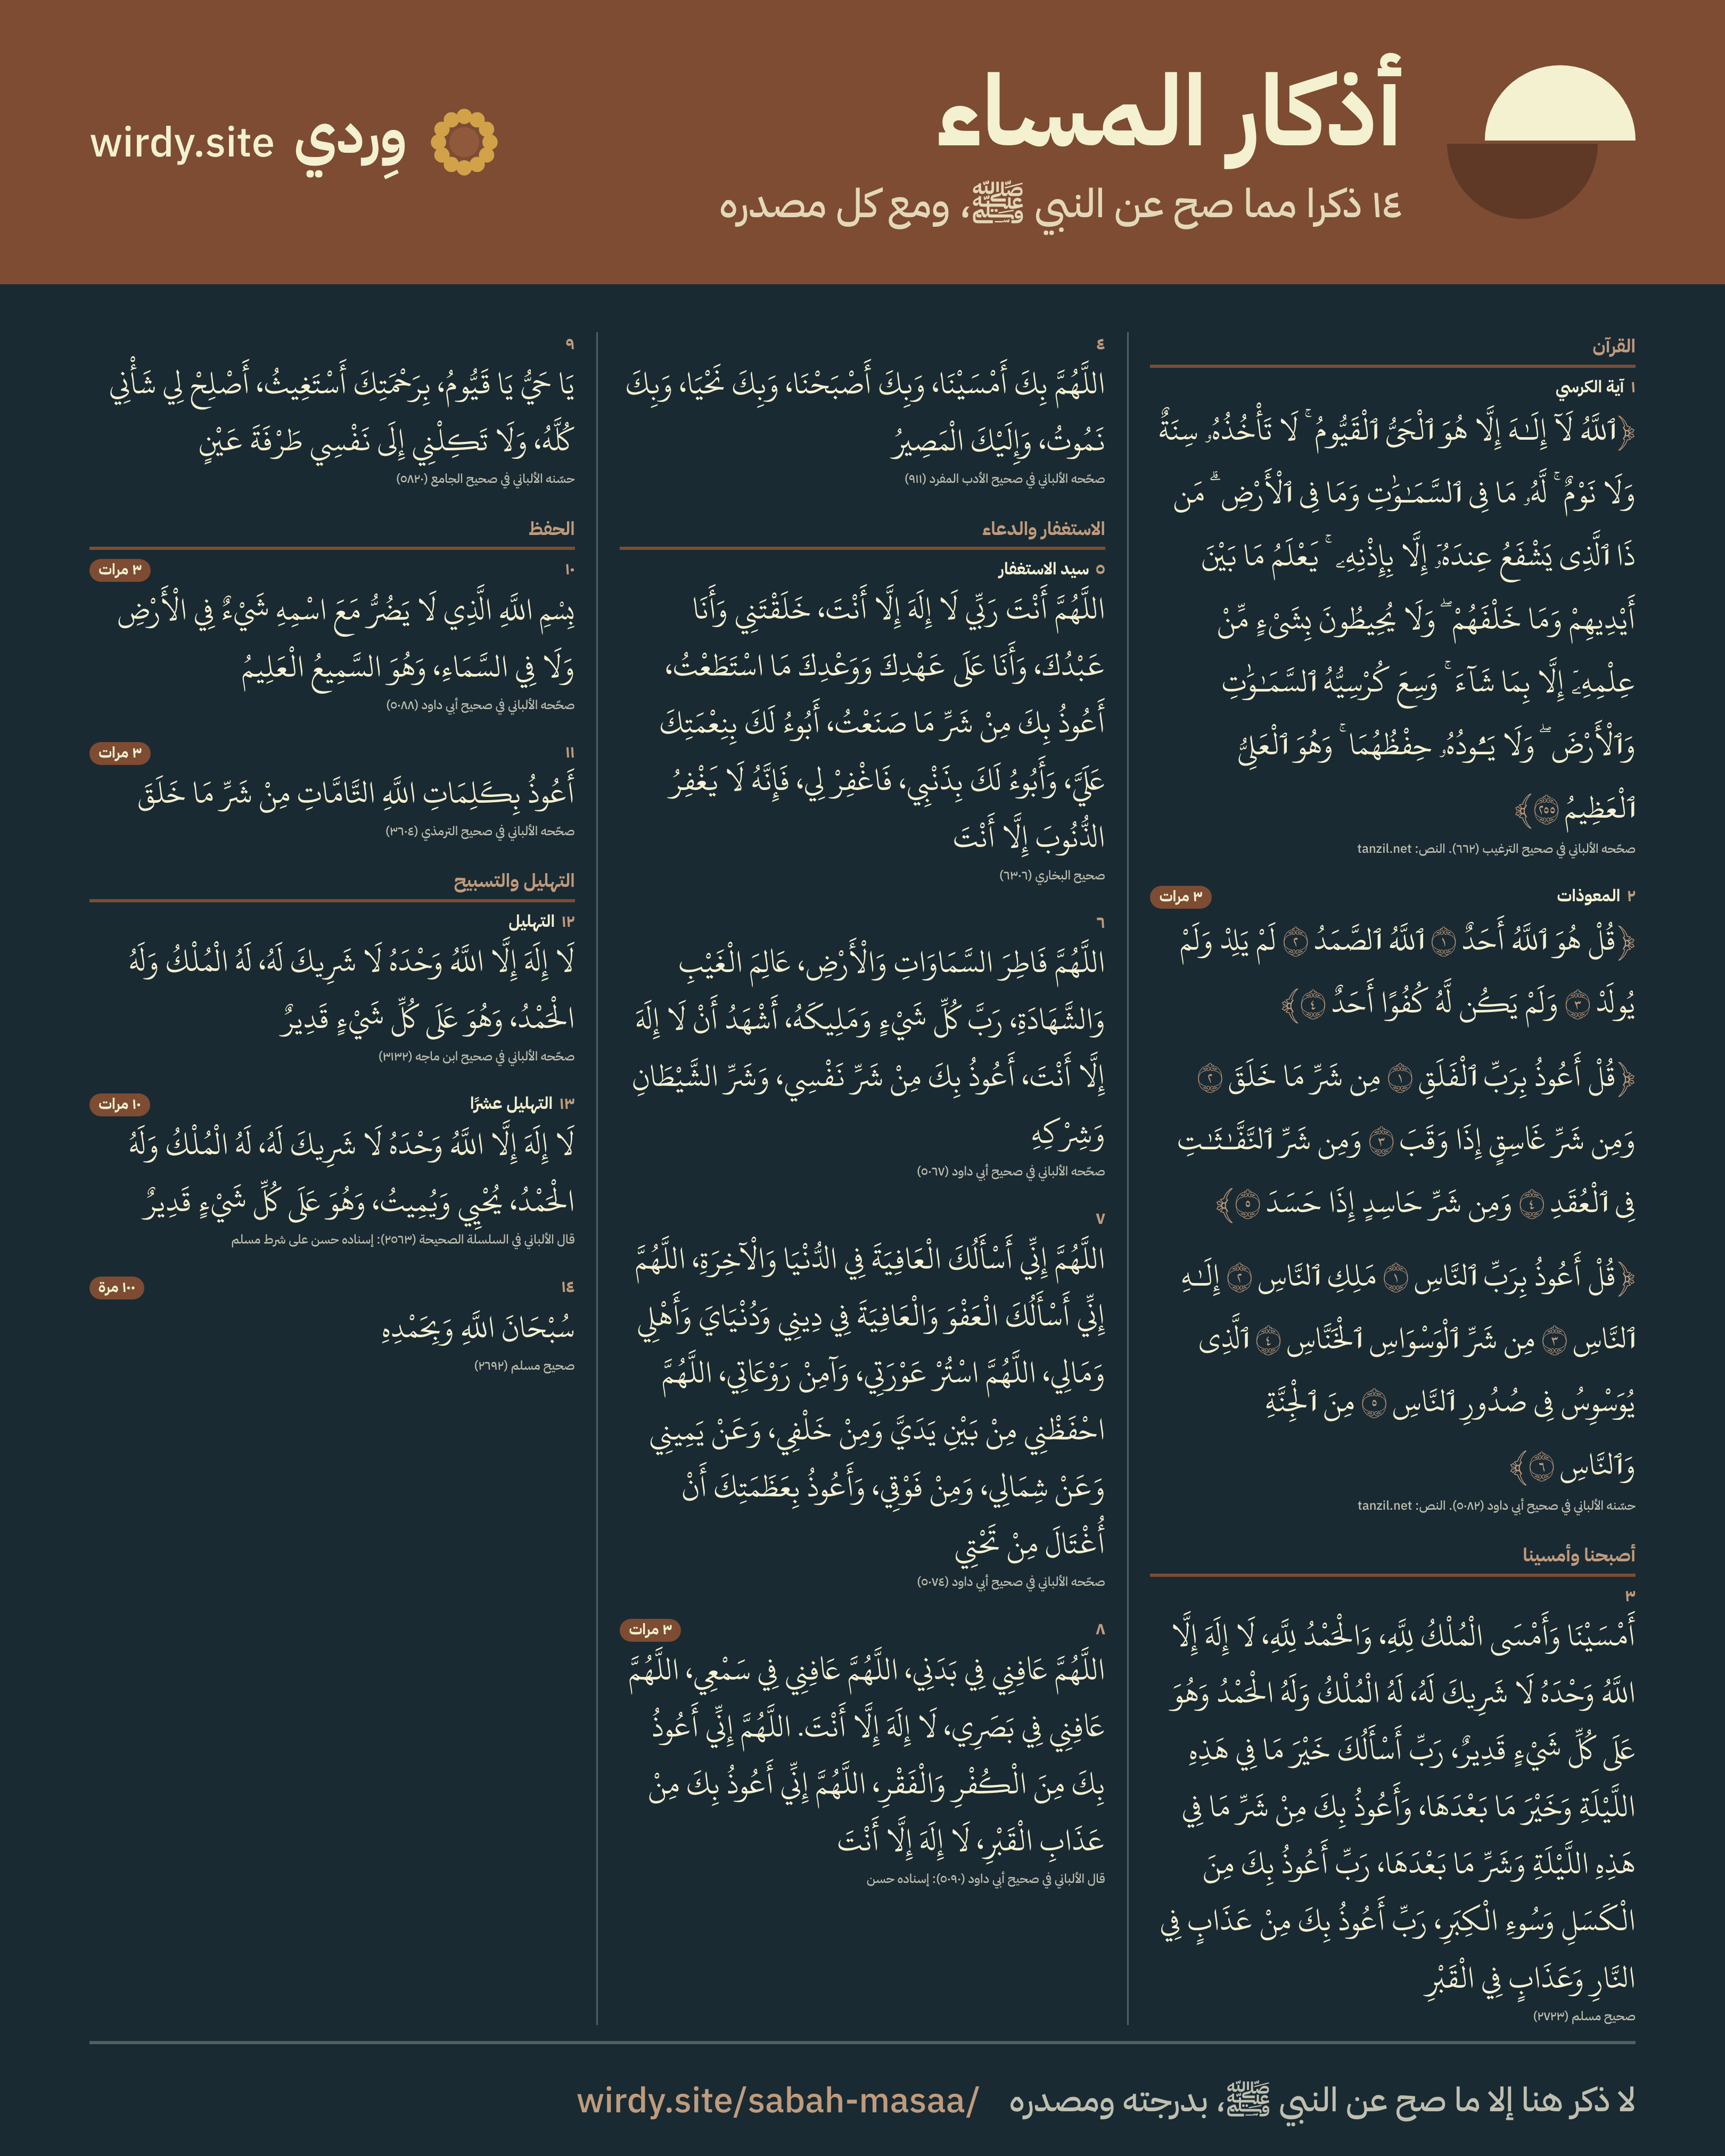 أذكار المساء
١٤ ذكرا مما صح عن النبي ﷺ، ومع كل مصدره
وِردي wirdy.site
القرآن
١ آية الكرسي
﴿ٱللَّهُ لَآ إِلَـٰهَ إِلَّا هُوَ ٱلْحَىُّ ٱلْقَيُّومُ ۚ لَا تَأْخُذُهُۥ سِنَةٌ
وَلَا نَوْمٌ ۚ لَّهُۥ مَا فِى ٱلسَّمَـٰوَٰتِ وَمَا فِى ٱلْأَرْضِ ۗ مَن
ذَا ٱلَّذِى يَشْفَعُ عِندَهُۥٓ إِلَّا بِإِذْنِهِۦ ۚ يَعْلَمُ مَا بَيْنَ
أَيْدِيهِمْ وَمَا خَلْفَهُمْ ۖ وَلَا يُحِيطُونَ بِشَىْءٍ مِّنْ
عِلْمِهِۦٓ إِلَّا بِمَا شَآءَ ۚ وَسِعَ كُرْسِيُّهُ ٱلسَّمَـٰوَٰتِ
وَٱلْأَرْضَ ۖ وَلَا يَـُٔودُهُۥ حِفْظُهُمَا ۚ وَهُوَ ٱلْعَلِىُّ
ٱلْعَظِيمُ ٢٥٥﴾
صحّحه الألباني في صحيح الترغيب (٦٦٢). النص: tanzil.net
٢ المعوذات ٣ مرات
﴿قُلْ هُوَ ٱللَّهُ أَحَدٌ ١ ٱللَّهُ ٱلصَّمَدُ ٢ لَمْ يَلِدْ وَلَمْ
يُولَدْ ٣ وَلَمْ يَكُن لَّهُ كُفُوًا أَحَدٌ ٤﴾
﴿قُلْ أَعُوذُ بِرَبِّ ٱلْفَلَقِ ١ مِن شَرِّ مَا خَلَقَ ٢
وَمِن شَرِّ غَاسِقٍ إِذَا وَقَبَ ٣ وَمِن شَرِّ ٱلنَّفَّـٰثَـٰتِ
فِى ٱلْعُقَدِ ٤ وَمِن شَرِّ حَاسِدٍ إِذَا حَسَدَ ٥﴾
﴿قُلْ أَعُوذُ بِرَبِّ ٱلنَّاسِ ١ مَلِكِ ٱلنَّاسِ ٢ إِلَـٰهِ
ٱلنَّاسِ ٣ مِن شَرِّ ٱلْوَسْوَاسِ ٱلْخَنَّاسِ ٤ ٱلَّذِى
يُوَسْوِسُ فِى صُدُورِ ٱلنَّاسِ ٥ مِنَ ٱلْجِنَّةِ
وَٱلنَّاسِ ٦﴾
حسّنه الألباني في صحيح أبي داود (٥٠٨٢). النص: tanzil.net
أصبحنا وأمسينا
٣
أَمْسَيْنَا وَأَمْسَى الْمُلْكُ لِلَّهِ، وَالْحَمْدُ لِلَّهِ، لَا إِلَهَ إِلَّا
اللَّهُ وَحْدَهُ لَا شَرِيكَ لَهُ، لَهُ الْمُلْكُ وَلَهُ الْحَمْدُ وَهُوَ
عَلَى كُلِّ شَيْءٍ قَدِيرٌ، رَبِّ أَسْأَلُكَ خَيْرَ مَا فِي هَذِهِ
اللَّيْلَةِ وَخَيْرَ مَا بَعْدَهَا، وَأَعُوذُ بِكَ مِنْ شَرِّ مَا فِي
هَذِهِ اللَّيْلَةِ وَشَرِّ مَا بَعْدَهَا، رَبِّ أَعُوذُ بِكَ مِنَ
الْكَسَلِ وَسُوءِ الْكِبَرِ، رَبِّ أَعُوذُ بِكَ مِنْ عَذَابٍ فِي
النَّارِ وَعَذَابٍ فِي الْقَبْرِ
صحيح مسلم (٢٧٢٣)
٤
اللَّهُمَّ بِكَ أَمْسَيْنَا، وَبِكَ أَصْبَحْنَا، وَبِكَ نَحْيَا، وَبِكَ
نَمُوتُ، وَإِلَيْكَ الْمَصِيرُ
صحّحه الألباني في صحيح الأدب المفرد (٩١١)
الاستغفار والدعاء
٥ سيد الاستغفار
اللَّهُمَّ أَنْتَ رَبِّي لَا إِلَهَ إِلَّا أَنْتَ، خَلَقْتَنِي وَأَنَا
عَبْدُكَ، وَأَنَا عَلَى عَهْدِكَ وَوَعْدِكَ مَا اسْتَطَعْتُ،
أَعُوذُ بِكَ مِنْ شَرِّ مَا صَنَعْتُ، أَبُوءُ لَكَ بِنِعْمَتِكَ
عَلَيَّ، وَأَبُوءُ لَكَ بِذَنْبِي، فَاغْفِرْ لِي، فَإِنَّهُ لَا يَغْفِرُ
الذُّنُوبَ إِلَّا أَنْتَ
صحيح البخاري (٦٣٠٦)
٦
اللَّهُمَّ فَاطِرَ السَّمَاوَاتِ وَالْأَرْضِ، عَالِمَ الْغَيْبِ
وَالشَّهَادَةِ، رَبَّ كُلِّ شَيْءٍ وَمَلِيكَهُ، أَشْهَدُ أَنْ لَا إِلَهَ
إِلَّا أَنْتَ، أَعُوذُ بِكَ مِنْ شَرِّ نَفْسِي، وَشَرِّ الشَّيْطَانِ
وَشِرْكِهِ
صحّحه الألباني في صحيح أبي داود (٥٠٦٧)
٧
اللَّهُمَّ إِنِّي أَسْأَلُكَ الْعَافِيَةَ فِي الدُّنْيَا وَالْآخِرَةِ، اللَّهُمَّ
إِنِّي أَسْأَلُكَ الْعَفْوَ وَالْعَافِيَةَ فِي دِينِي وَدُنْيَايَ وَأَهْلِي
وَمَالِي، اللَّهُمَّ اسْتُرْ عَوْرَتِي، وَآمِنْ رَوْعَاتِي، اللَّهُمَّ
احْفَظْنِي مِنْ بَيْنِ يَدَيَّ وَمِنْ خَلْفِي، وَعَنْ يَمِينِي
وَعَنْ شِمَالِي، وَمِنْ فَوْقِي، وَأَعُوذُ بِعَظَمَتِكَ أَنْ
أُغْتَالَ مِنْ تَحْتِي
صحّحه الألباني في صحيح أبي داود (٥٠٧٤)
٨ ٣ مرات
اللَّهُمَّ عَافِنِي فِي بَدَنِي، اللَّهُمَّ عَافِنِي فِي سَمْعِي، اللَّهُمَّ
عَافِنِي فِي بَصَرِي، لَا إِلَهَ إِلَّا أَنْتَ. اللَّهُمَّ إِنِّي أَعُوذُ
بِكَ مِنَ الْكُفْرِ وَالْفَقْرِ، اللَّهُمَّ إِنِّي أَعُوذُ بِكَ مِنْ
عَذَابِ الْقَبْرِ، لَا إِلَهَ إِلَّا أَنْتَ
قال الألباني في صحيح أبي داود (٥٠٩٠): إسناده حسن
٩
يَا حَيُّ يَا قَيُّومُ، بِرَحْمَتِكَ أَسْتَغِيثُ، أَصْلِحْ لِي شَأْنِي
كُلَّهُ، وَلَا تَكِلْنِي إِلَى نَفْسِي طَرْفَةَ عَيْنٍ
حسّنه الألباني في صحيح الجامع (٥٨٢٠)
الحفظ
١٠ ٣ مرات
بِسْمِ اللَّهِ الَّذِي لَا يَضُرُّ مَعَ اسْمِهِ شَيْءٌ فِي الْأَرْضِ
وَلَا فِي السَّمَاءِ، وَهُوَ السَّمِيعُ الْعَلِيمُ
صحّحه الألباني في صحيح أبي داود (٥٠٨٨)
١١ ٣ مرات
أَعُوذُ بِكَلِمَاتِ اللَّهِ التَّامَّاتِ مِنْ شَرِّ مَا خَلَقَ
صحّحه الألباني في صحيح الترمذي (٣٦٠٤)
التهليل والتسبيح
١٢ التهليل
لَا إِلَهَ إِلَّا اللَّهُ وَحْدَهُ لَا شَرِيكَ لَهُ، لَهُ الْمُلْكُ وَلَهُ
الْحَمْدُ، وَهُوَ عَلَى كُلِّ شَيْءٍ قَدِيرٌ
صحّحه الألباني في صحيح ابن ماجه (٣١٣٢)
١٣ التهليل عشرًا ١٠ مرات
لَا إِلَهَ إِلَّا اللَّهُ وَحْدَهُ لَا شَرِيكَ لَهُ، لَهُ الْمُلْكُ وَلَهُ
الْحَمْدُ، يُحْيِي وَيُمِيتُ، وَهُوَ عَلَى كُلِّ شَيْءٍ قَدِيرٌ
قال الألباني في السلسلة الصحيحة (٢٥٦٣): إسناده حسن على شرط مسلم
١٤ ١٠٠ مرة
سُبْحَانَ اللَّهِ وَبِحَمْدِهِ
صحيح مسلم (٢٦٩٢)
لا ذكر هنا إلا ما صح عن النبي ﷺ، بدرجته ومصدره wirdy.site/sabah-masaa/